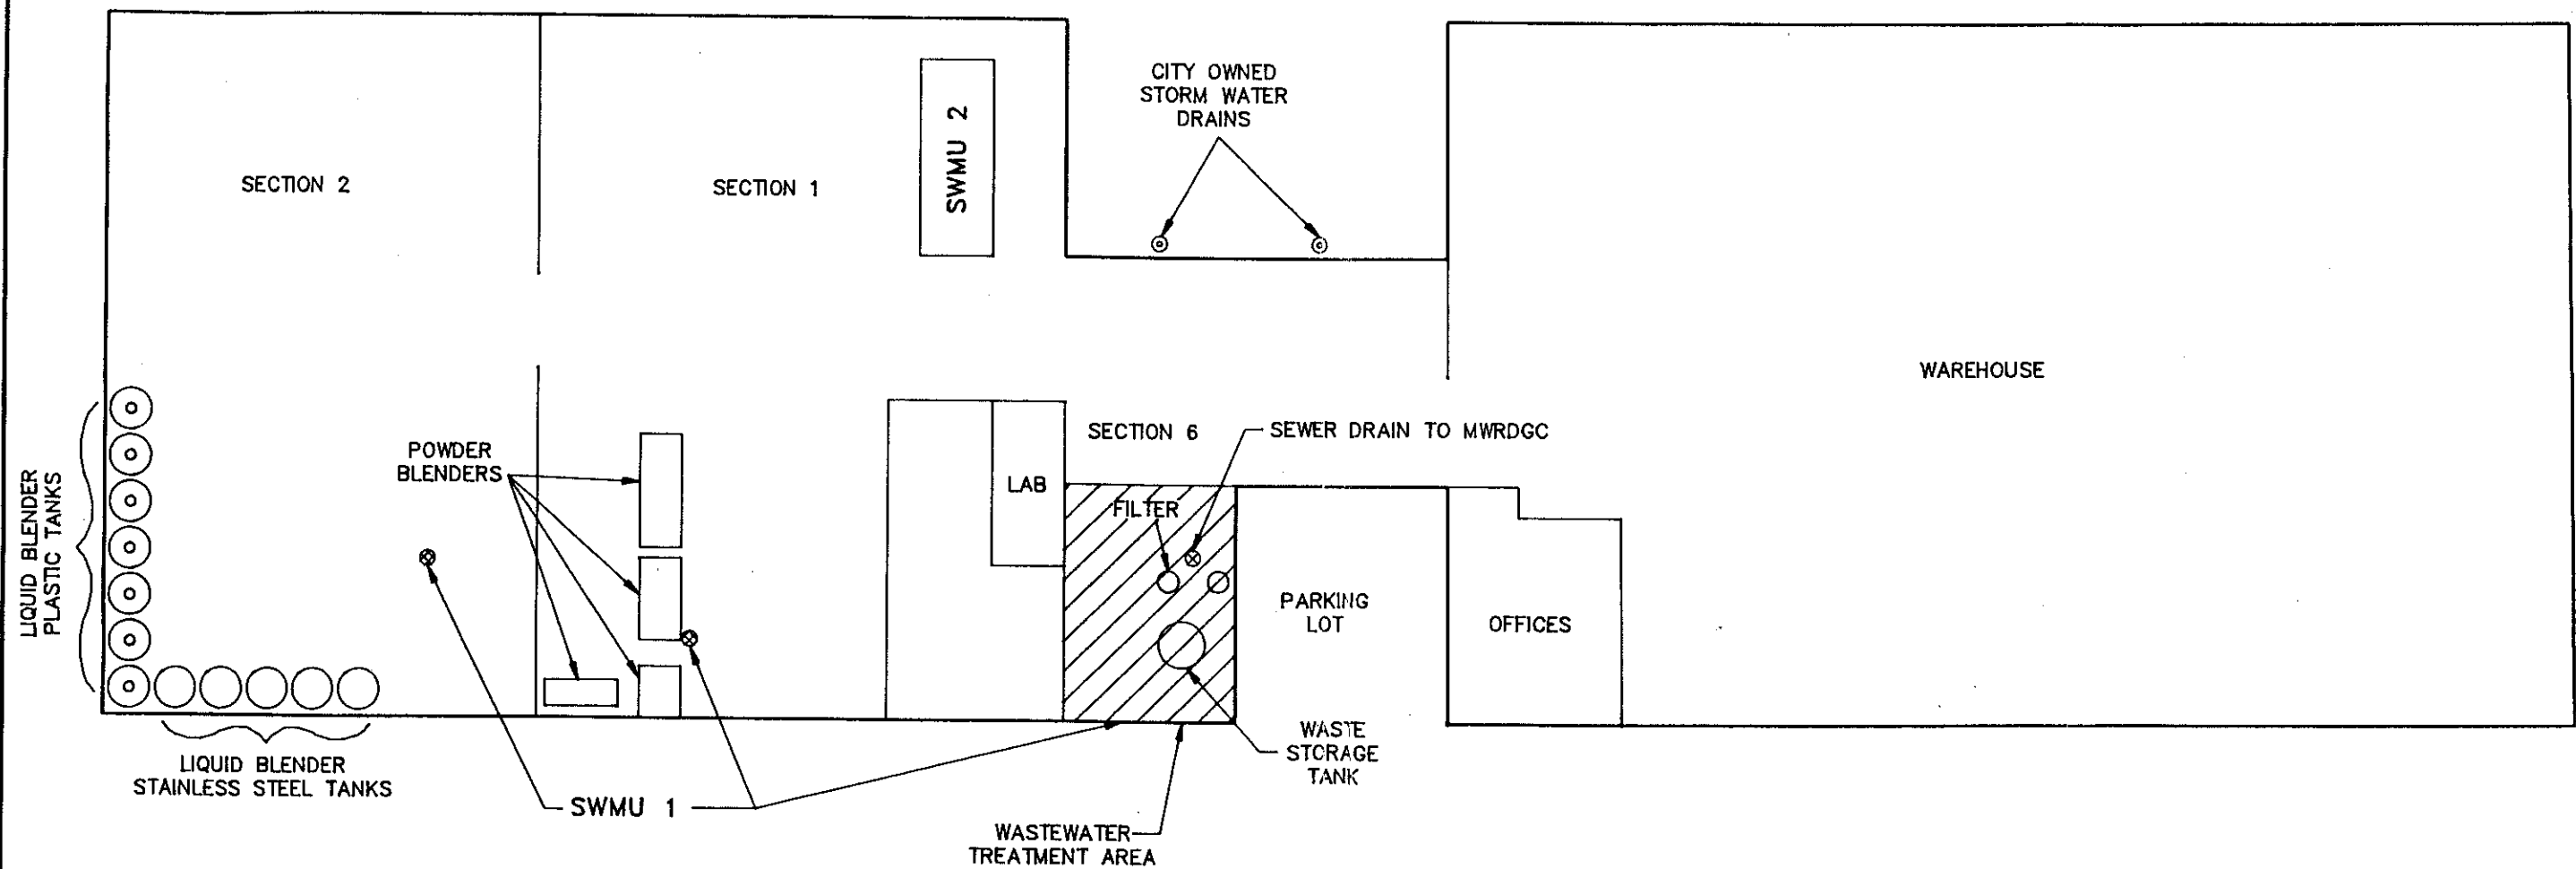 CITY OWNED
STORM WATER
DRAINS
SECTION 2
SECTION 1
SWMU 2
WAREHOUSE
SECTION 6
SEWER DRAIN TO MWRDGC
POWDER
BLENDERS
LAB
FILTER
LIQUID BLENDER
PLASTIC TANKS
PARKING
LOT
OFFICES
WASTE
STORAGE
TANK
LIQUID BLENDER
STAINLESS STEEL TANKS
SWMU 1
WASTEWATER
TREATMENT AREA